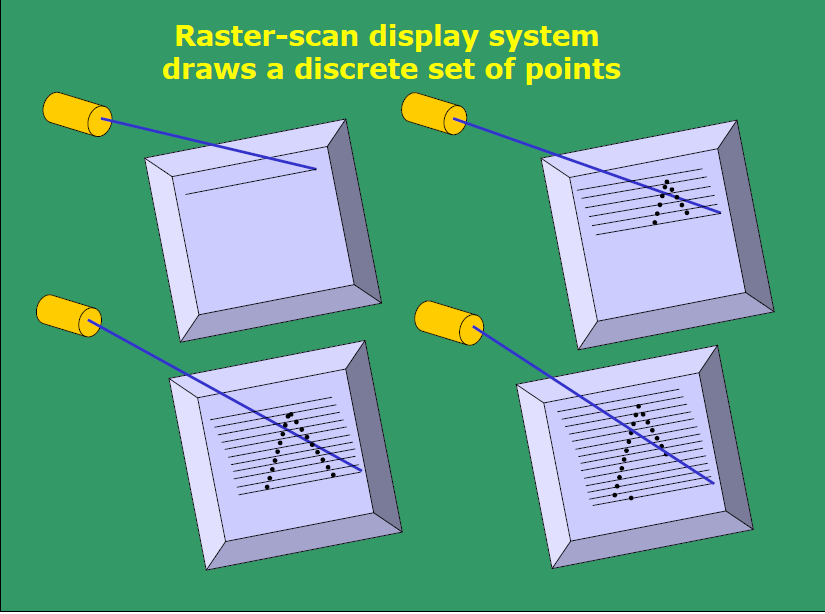 Raster-scan display system
draws a discrete set of points